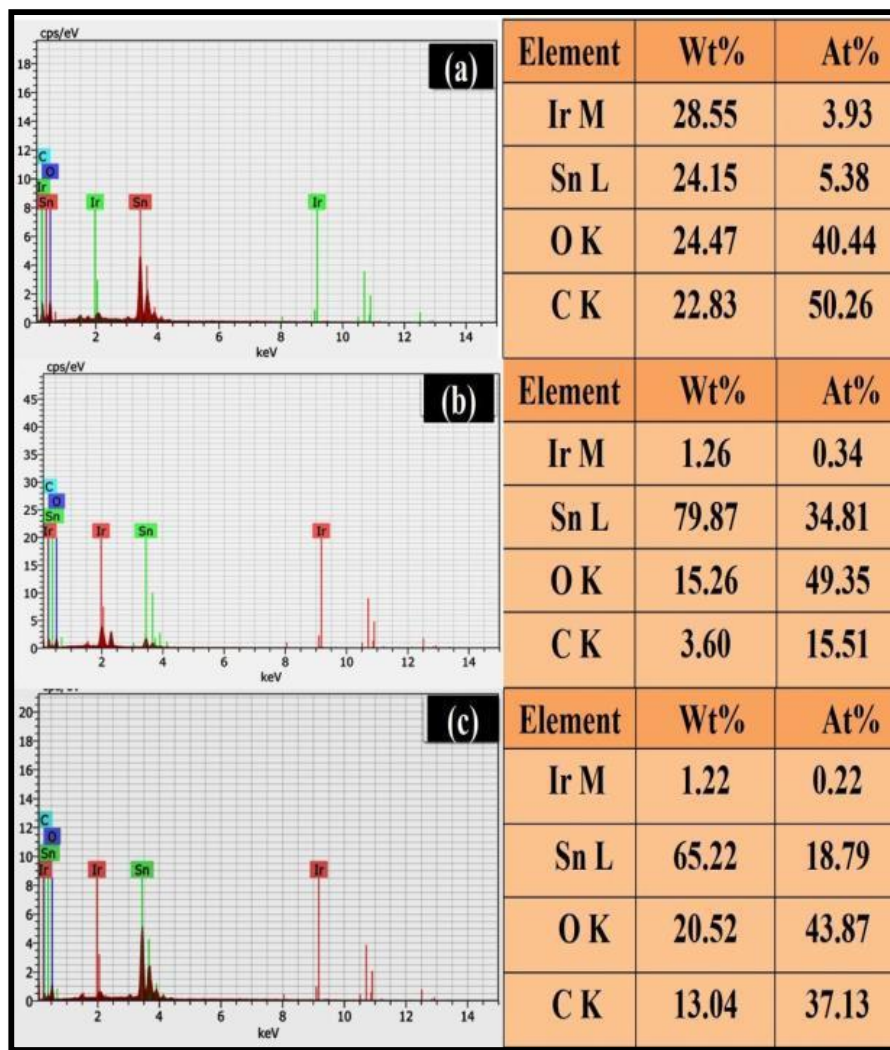 cps/eV
(a)
18
16
14
12
10
8
6
4
2
0
C
O
Ir
Sn
Ir
Sn
Ir
2 4 6 8 10 12 14
keV
Element Wt% At%
Ir M 28.55 3.93
Sn L 24.15 5.38
O K 24.47 40.44
C K 22.83 50.26
cps/eV
(b)
45
40
35
30
25
20
15
10
5
0
C
O
Sn
Ir
Ir
Sn
Ir
2 4 6 8 10 12 14
keV
Element Wt% At%
Ir M 1.26 0.34
Sn L 79.87 34.81
O K 15.26 49.35
C K 3.60 15.51
cps/eV
(c)
20
18
16
14
12
10
8
6
4
2
0
C
O
Sn
Ir
Ir
Sn
Ir
2 4 6 8 10 12 14
keV
Element Wt% At%
Ir M 1.22 0.22
Sn L 65.22 18.79
O K 20.52 43.87
C K 13.04 37.13